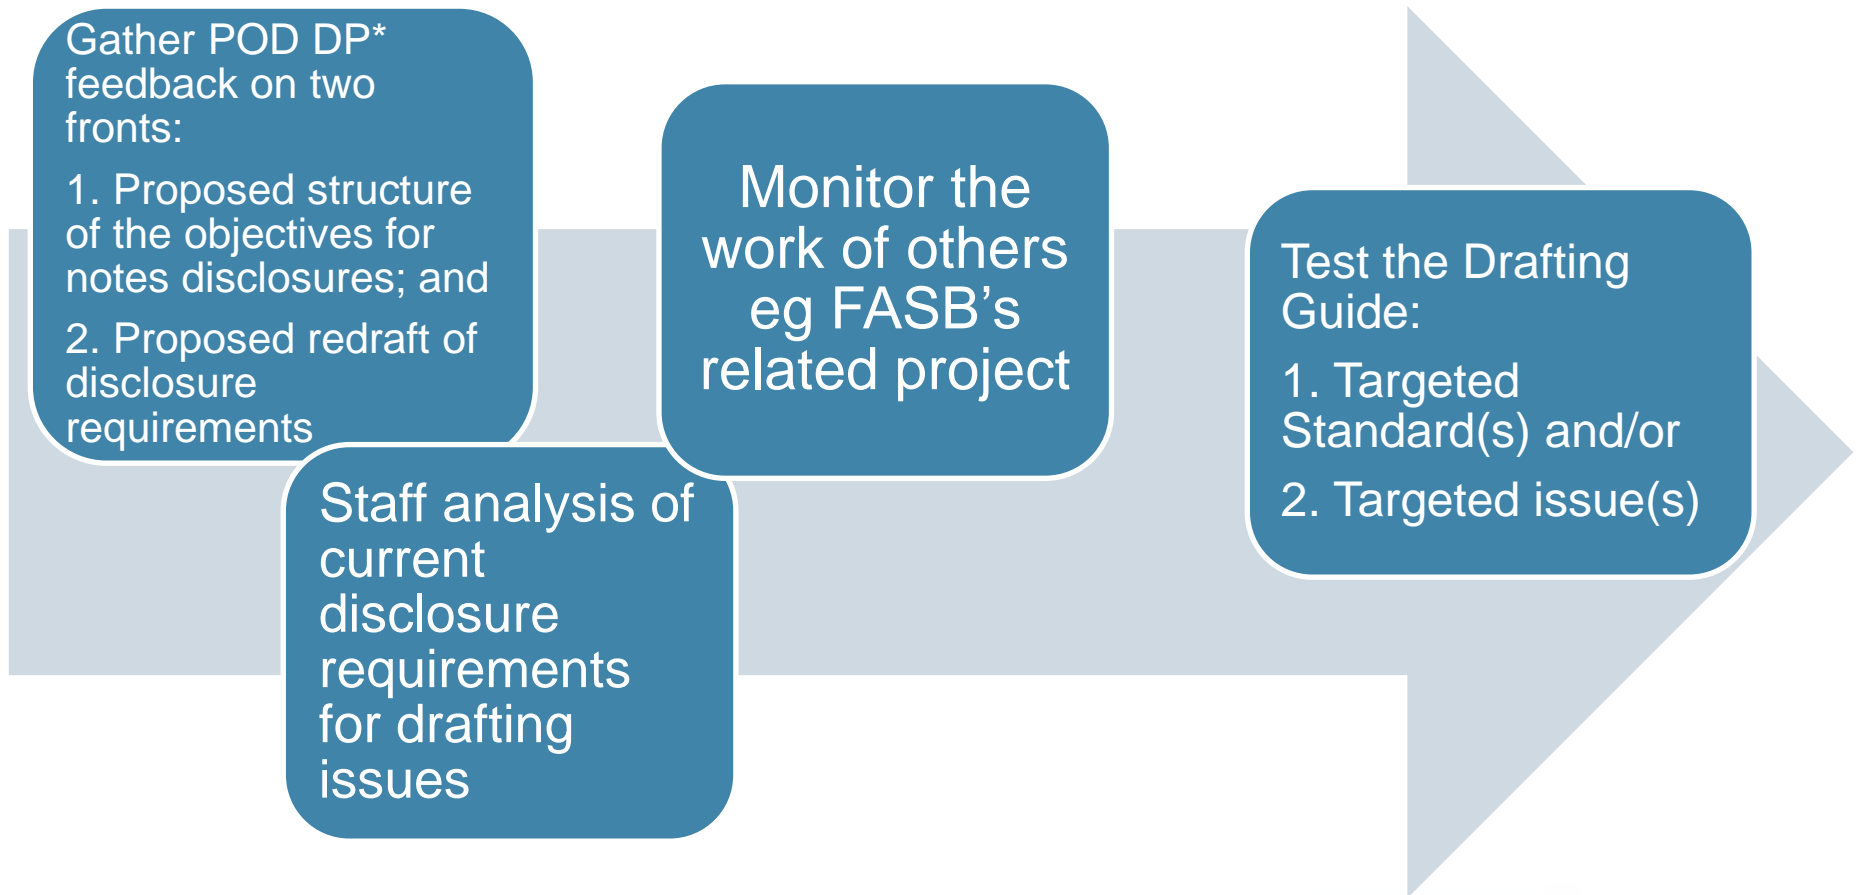 Gather POD DP*
feedback on two
fronts:
1. Proposed structure
of the objectives for
notes disclosures; and
2. Proposed redraft of
disclosure
requirements
Staff analysis of
current
disclosure
requirements
for drafting
issues
Monitor the
work of others
eg FASB’s
related project
Test the Drafting
Guide:
1. Targeted
Standard(s) and/or
2. Targeted issue(s)